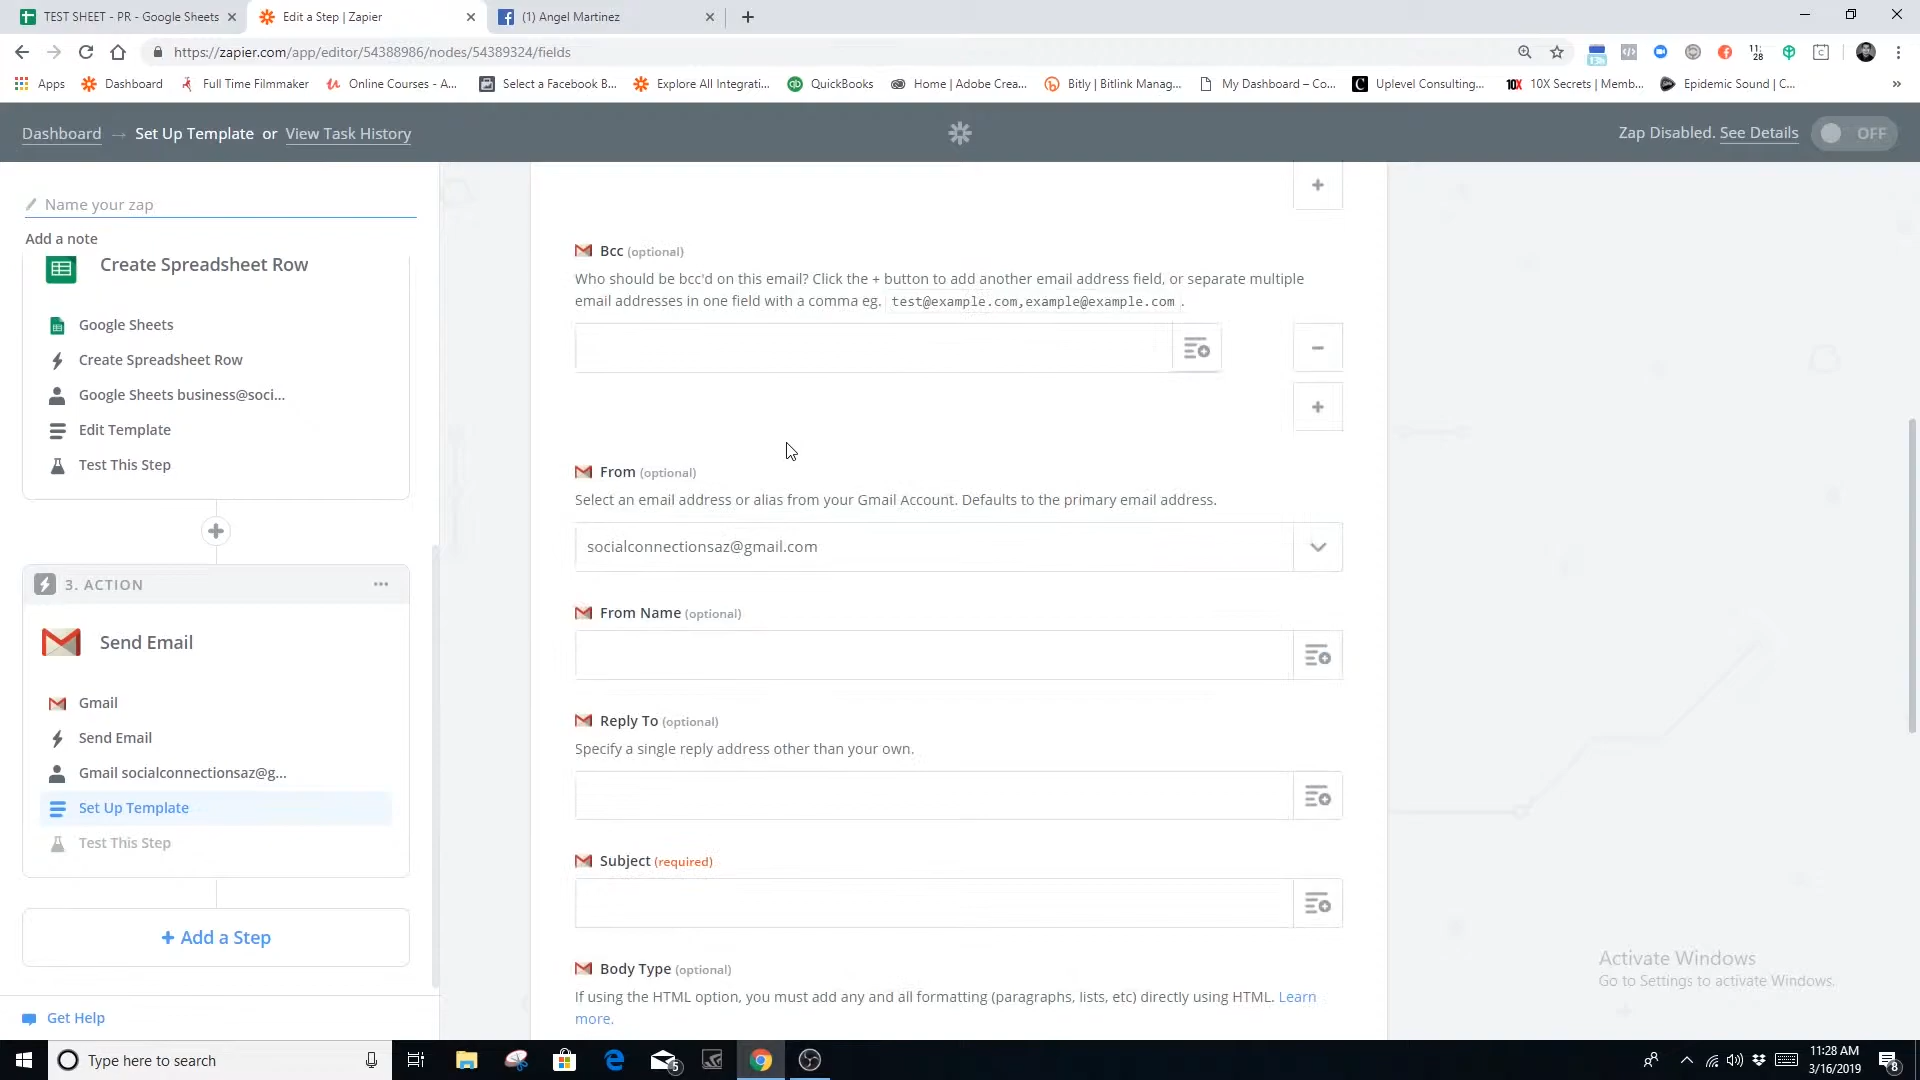 TEST SHEET - PR - Google Sheets
Edit a Step | Zapier
(1) Angel Martinez
https://zapier.com/app/editor/54388986/nodes/54389324/fields
13h
11:
28
Apps
Dashboard
Full Time Filmmaker
Online Courses - A...
Select a Facebook B...
Explore All Integrati...
QuickBooks
Home | Adobe Crea...
Bitly | Bitlink Manag...
My Dashboard – Co...
Uplevel Consulting...
10X Secrets | Memb...
Epidemic Sound | C...
»
Dashboard → Set Up Template or View Task History
Zap Disabled. See Details
OFF
Name your zap
Add a note
Create Spreadsheet Row
Google Sheets
Create Spreadsheet Row
Google Sheets business@soci...
Edit Template
Test This Step
3. ACTION
Send Email
Gmail
Send Email
Gmail socialconnectionsaz@g...
Set Up Template
Test This Step
+ Add a Step
Get Help
Bcc (optional)
Who should be bcc'd on this email? Click the + button to add another email address field, or separate multiple
email addresses in one field with a comma eg. test@example.com,example@example.com .
From (optional)
Select an email address or alias from your Gmail Account. Defaults to the primary email address.
socialconnectionsaz@gmail.com
From Name (optional)
Reply To (optional)
Specify a single reply address other than your own.
Subject (required)
Body Type (optional)
If using the HTML option, you must add any and all formatting (paragraphs, lists, etc) directly using HTML. Learn
more.
Activate Windows
Go to Settings to activate Windows.
Type here to search
5
11:28 AM
3/16/2019
8